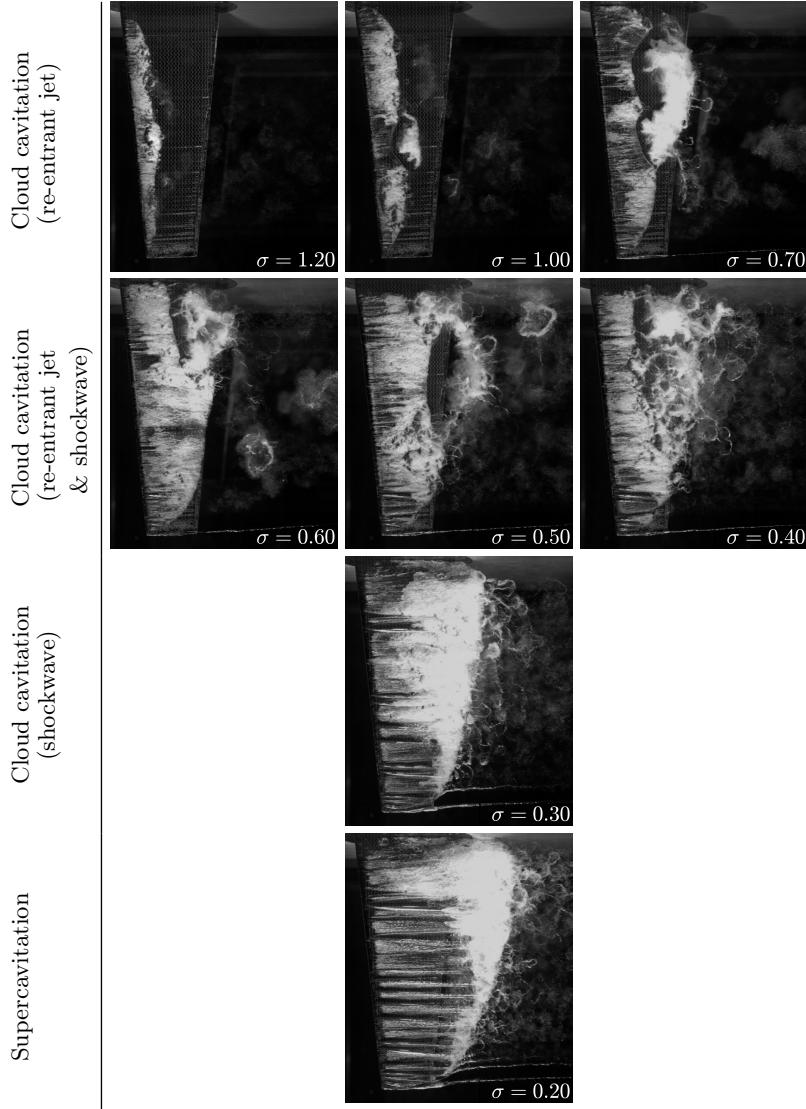 Cloud cavitation
(re-entrant jet)
σ = 1.20
σ = 1.00
σ = 0.70
Cloud cavitation
(re-entrant jet
& shockwave)
σ = 0.60
σ = 0.50
σ = 0.40
Cloud cavitation
(shockwave)
σ = 0.30
Supercavitation
σ = 0.20